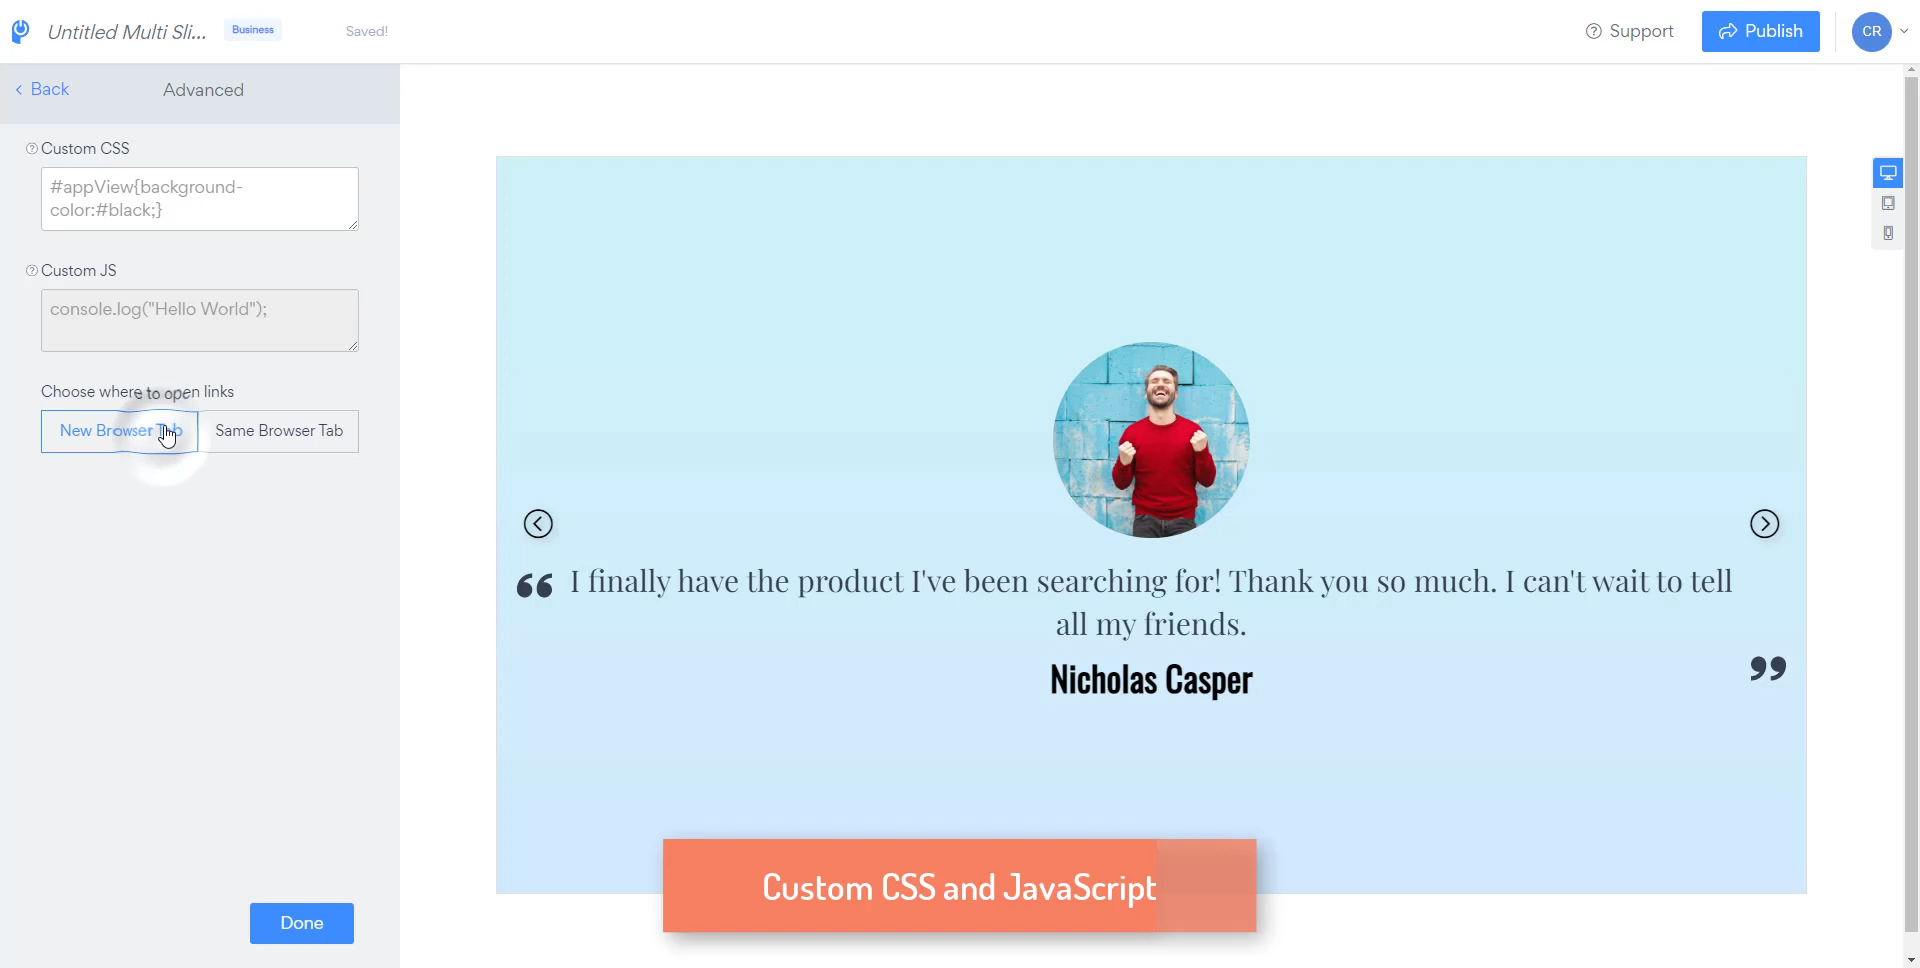 Untitled Multi Sli...
Business
Saved!
Support
Publish
CR
Back
Advanced
Custom CSS
#appView{background-
color:#black;}
Custom JS
console.log("Hello World");
Choose where to open links
New Browser Tab
Same Browser Tab
“
I finally have the product I've been searching for! Thank you so much. I can't wait to tell
all my friends.
”
Nicholas Casper
Custom CSS and JavaScript
Done